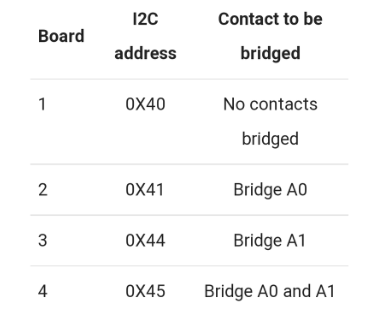 Board I2C address Contact to be bridged
1 0X40 No contacts bridged
2 0X41 Bridge A0
3 0X44 Bridge A1
4 0X45 Bridge A0 and A1